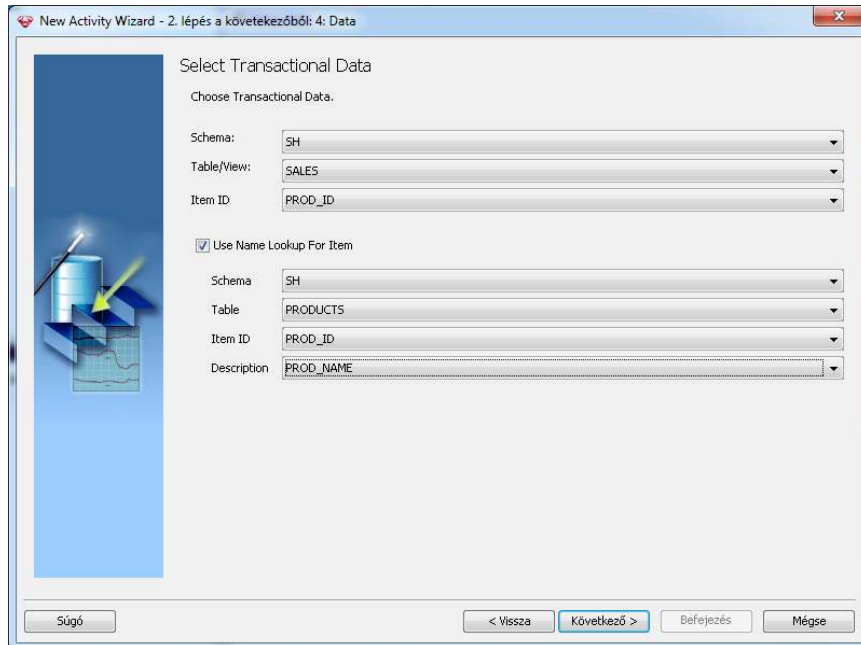 New Activity Wizard - 2. lépés a követekezőből: 4: Data
Select Transactional Data
Choose Transactional Data.
Schema: SH
Table/View: SALES
Item ID PROD_ID
Use Name Lookup For Item
Schema SH
Table PRODUCTS
Item ID PROD_ID
Description PROD_NAME
Súgó < Vissza Következő > Befejezés Mégse